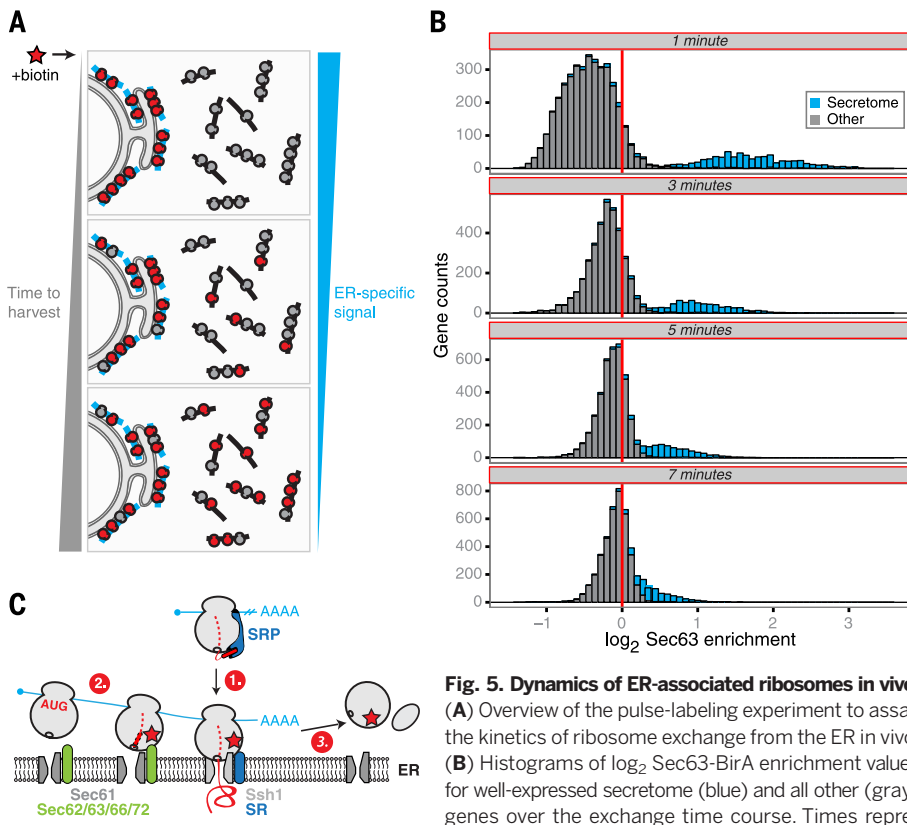 A
+biotin
Time to
harvest
ER-specific
signal
B
1 minute
300
200
100
0
Secretome
Other
3 minutes
400
200
0
5 minutes
600
400
200
0
7 minutes
800
600
400
200
0
Gene counts
−1
0
1
2
3
log2 Sec63 enrichment
C
AAAA
SRP
1.
2.
AUG
AAAA
3.
ER
Sec61
Sec62/63/66/72
Ssh1
SR
Fig. 5. Dynamics of ER-associated ribosomes in vivo
(A) Overview of the pulse-labeling experiment to assa
the kinetics of ribosome exchange from the ER in vivo
(B) Histograms of log2 Sec63-BirA enrichment value
for well-expressed secretome (blue) and all other (gray
genes over the exchange time course. Times repre